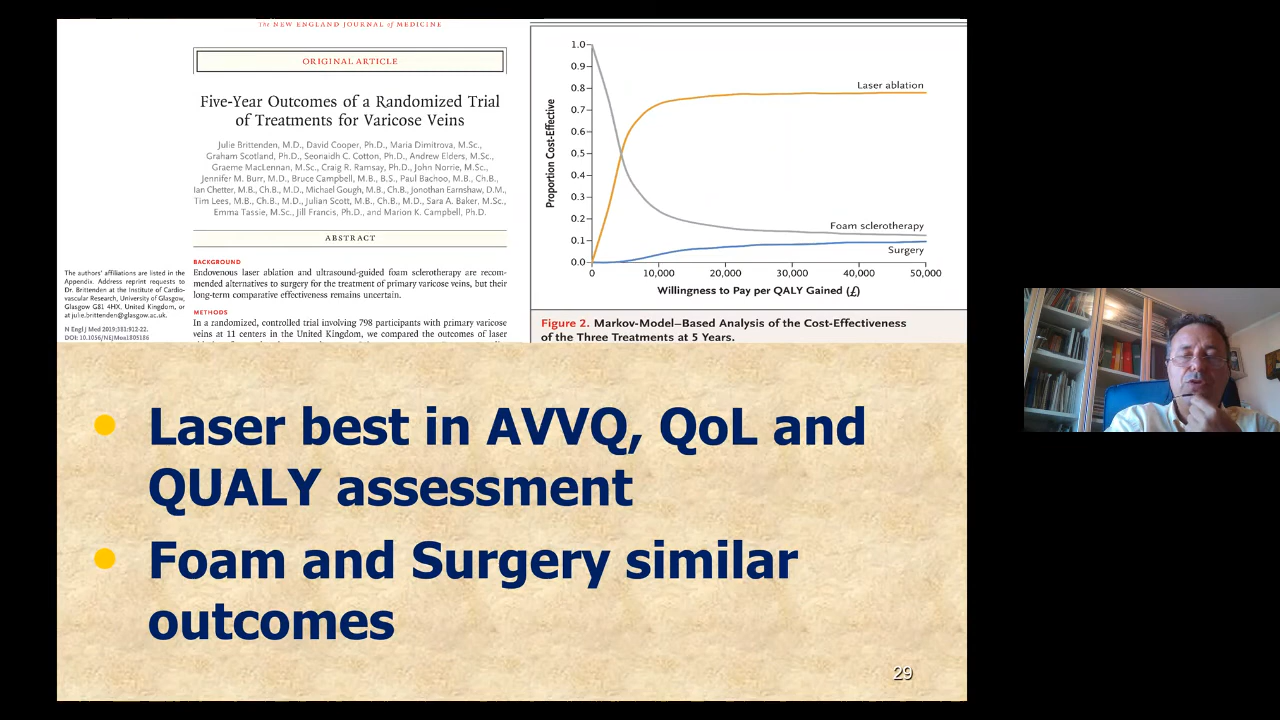 The NEW ENGLAND JOURNAL of MEDICINE
ORIGINAL ARTICLE
Five-Year Outcomes of a Randomized Trial
of Treatments for Varicose Veins
Julie Brittenden, M.D., David Cooper, Ph.D., Maria Dimitrova, M.Sc.,
Graham Scotland, Ph.D., Seonaidh C. Cotton, Ph.D., Andrew Elders, M.Sc.,
Graeme MacLennan, M.Sc., Craig R. Ramsay, Ph.D., John Norrie, M.Sc.,
Jennifer M. Burr, M.D., Bruce Campbell, M.B., B.S., Paul Bachoo, M.B., Ch.B.,
Ian Chetter, M.B., Ch.B., M.D., Michael Gough, M.B., Ch.B., Jonothan Earnshaw, D.M.,
Tim Lees, M.B., Ch.B., M.D., Julian Scott, M.B., Ch.B., M.D., Sara A. Baker, M.Sc.,
Emma Tassie, M.Sc., Jill Francis, Ph.D., and Marion K. Campbell, Ph.D.
ABSTRACT
The authors' affiliations are listed in the
Appendix. Address reprint requests to
Dr. Brittenden at the Institute of Cardio-
vascular Research, University of Glasgow,
Glasgow G81 4HX, United Kingdom, or
at julie.brittenden@glasgow.ac.uk.
N Engl J Med 2019;381:912-22.
DOI: 10.1056/NEJMoa1805186
BACKGROUND
Endovenous laser ablation and ultrasound-guided foam sclerotherapy are recom-
mended alternatives to surgery for the treatment of primary varicose veins, but their
long-term comparative effectiveness remains uncertain.
METHODS
In a randomized, controlled trial involving 798 participants with primary varicose
veins at 11 centers in the United Kingdom, we compared the outcomes of laser
Proportion Cost-Effective
1.0
0.9
0.8
0.7
0.6
0.5
0.4
0.3
0.2
0.1
0.0
Laser ablation
Foam sclerotherapy
Surgery
0 10,000 20,000 30,000 40,000 50,000
Willingness to Pay per QALY Gained (£)
Figure 2. Markov-Model–Based Analysis of the Cost-Effectiveness
of the Three Treatments at 5 Years.
• Laser best in AVVQ, QoL and
QUALY assessment
• Foam and Surgery similar
outcomes
29